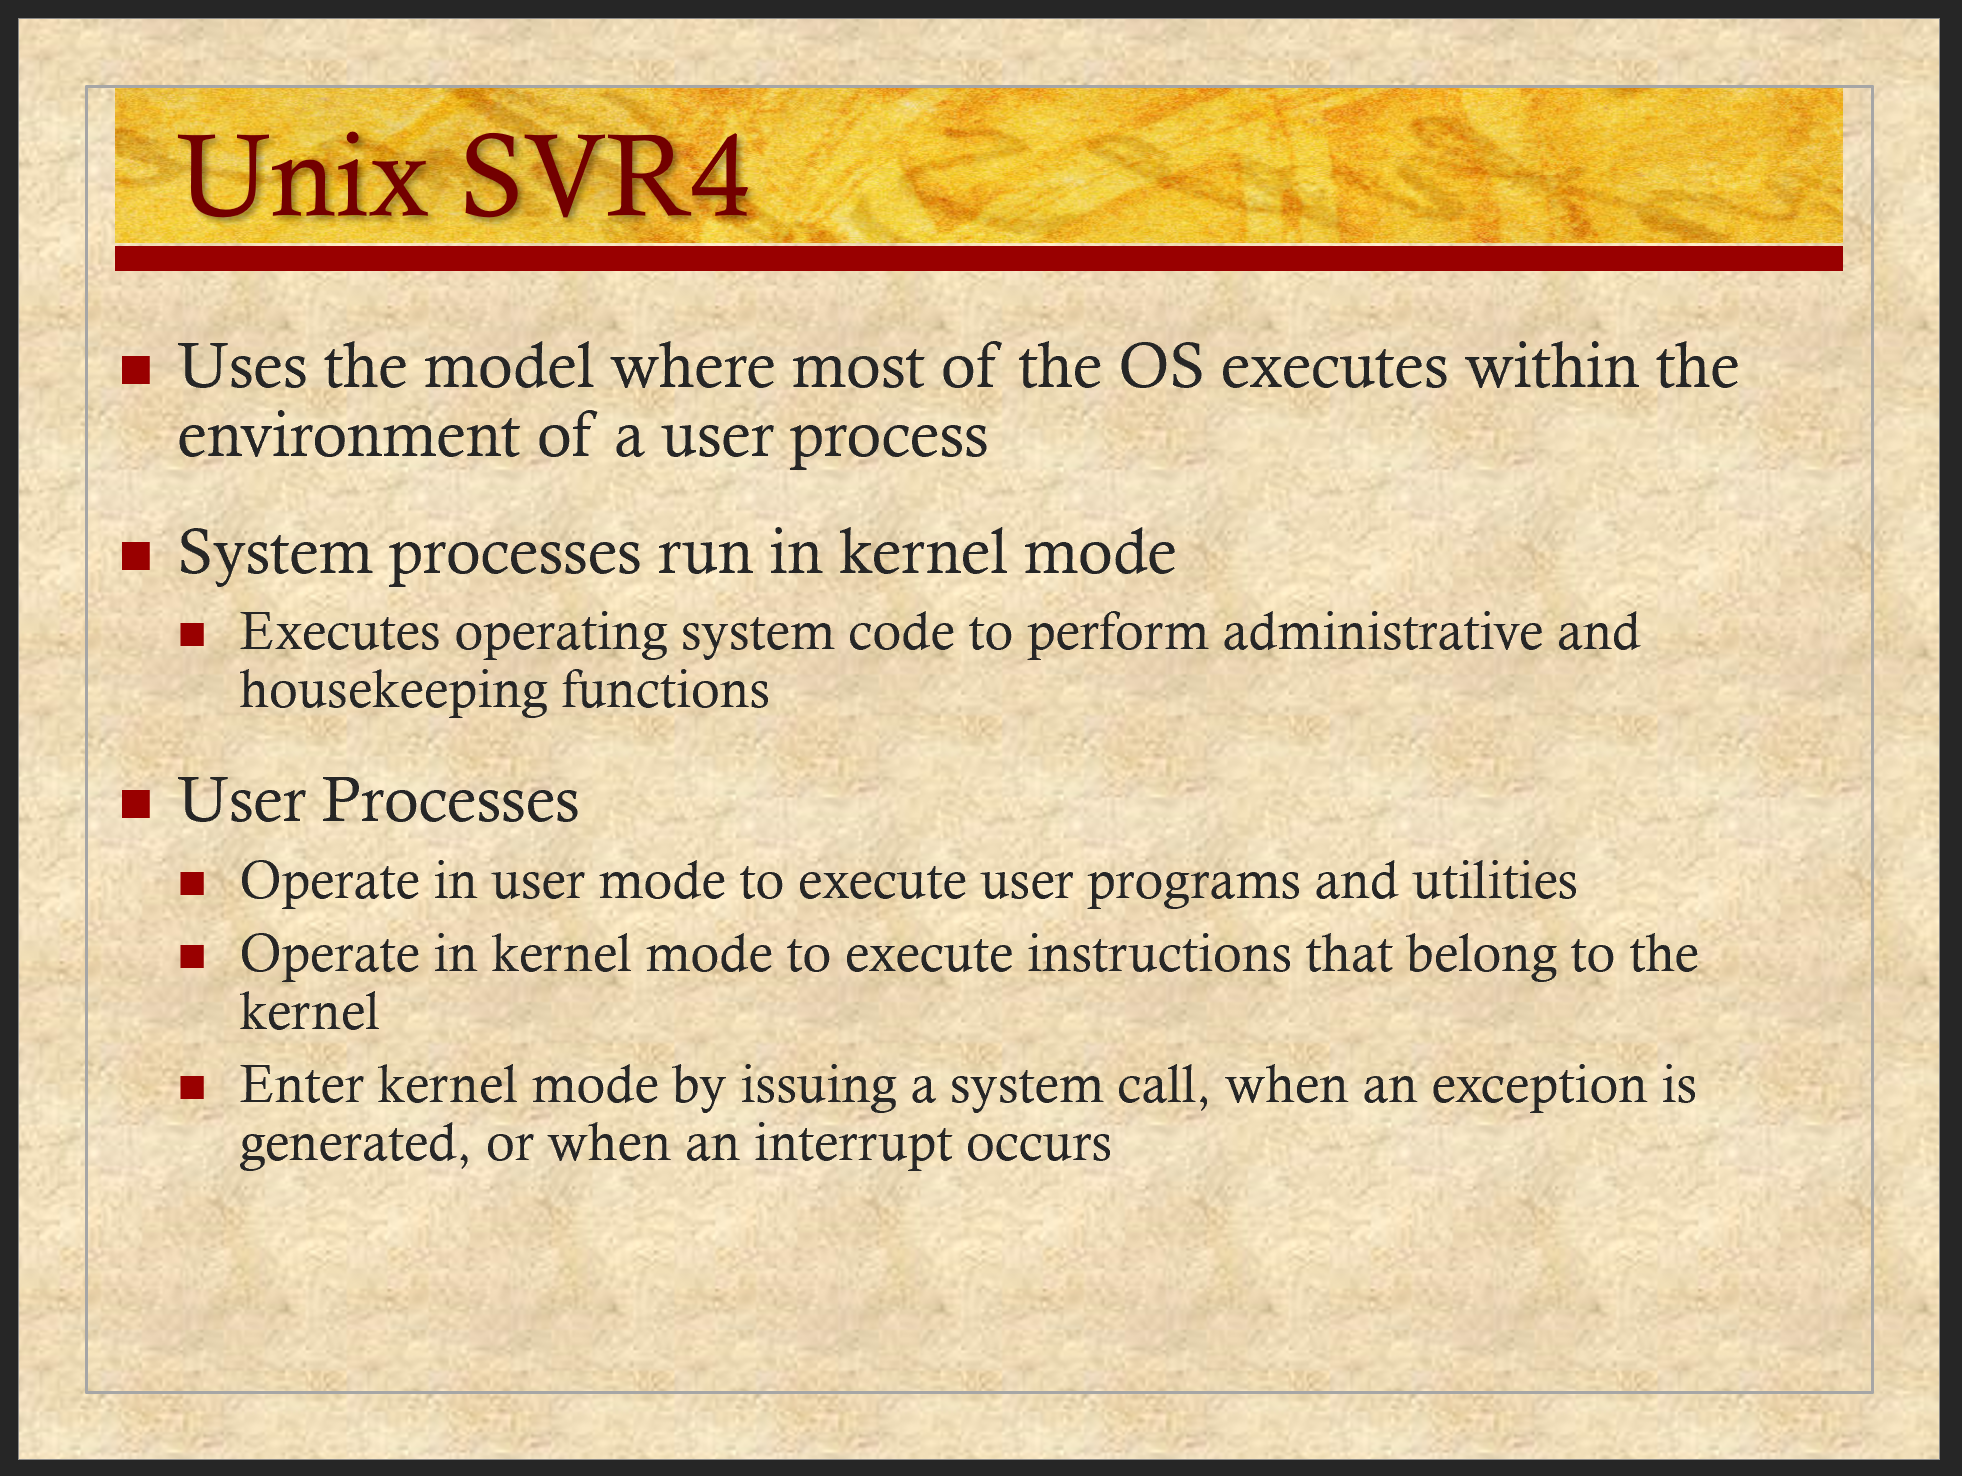 Unix SVR4
Uses the model where most of the OS executes within the
environment of a user process
System processes run in kernel mode
Executes operating system code to perform administrative and
housekeeping functions
User Processes
Operate in user mode to execute user programs and utilities
Operate in kernel mode to execute instructions that belong to the
kernel
Enter kernel mode by issuing a system call, when an exception is
generated, or when an interrupt occurs